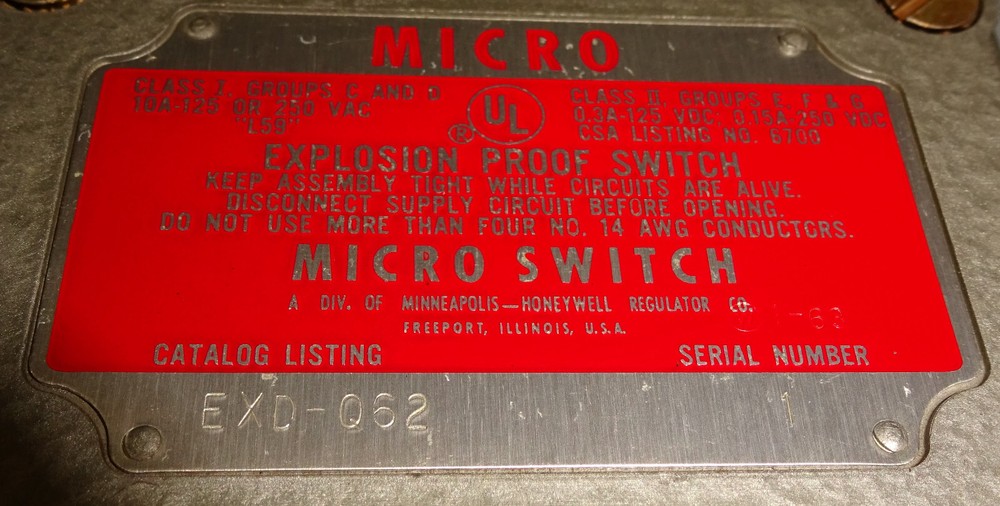 MICRO
CLASS I, GROUPS C AND D
10A-125 OR 250 VAC
"L59"
UL
®
CLASS II, GROUPS E, F & G
0.3A-125 VDC; 0.15A-250 VDC
CSA LISTING NO. 6700
EXPLOSION PROOF SWITCH
KEEP ASSEMBLY TIGHT WHILE CIRCUITS ARE ALIVE.
DISCONNECT SUPPLY CIRCUIT BEFORE OPENING.
DO NOT USE MORE THAN FOUR NO. 14 AWG CONDUCTORS.
MICRO SWITCH
A DIV. OF MINNEAPOLIS—HONEYWELL REGULATOR CO.
FREEPORT, ILLINOIS, U.S.A.
CATALOG LISTING
SERIAL NUMBER
EXD-Q62
1